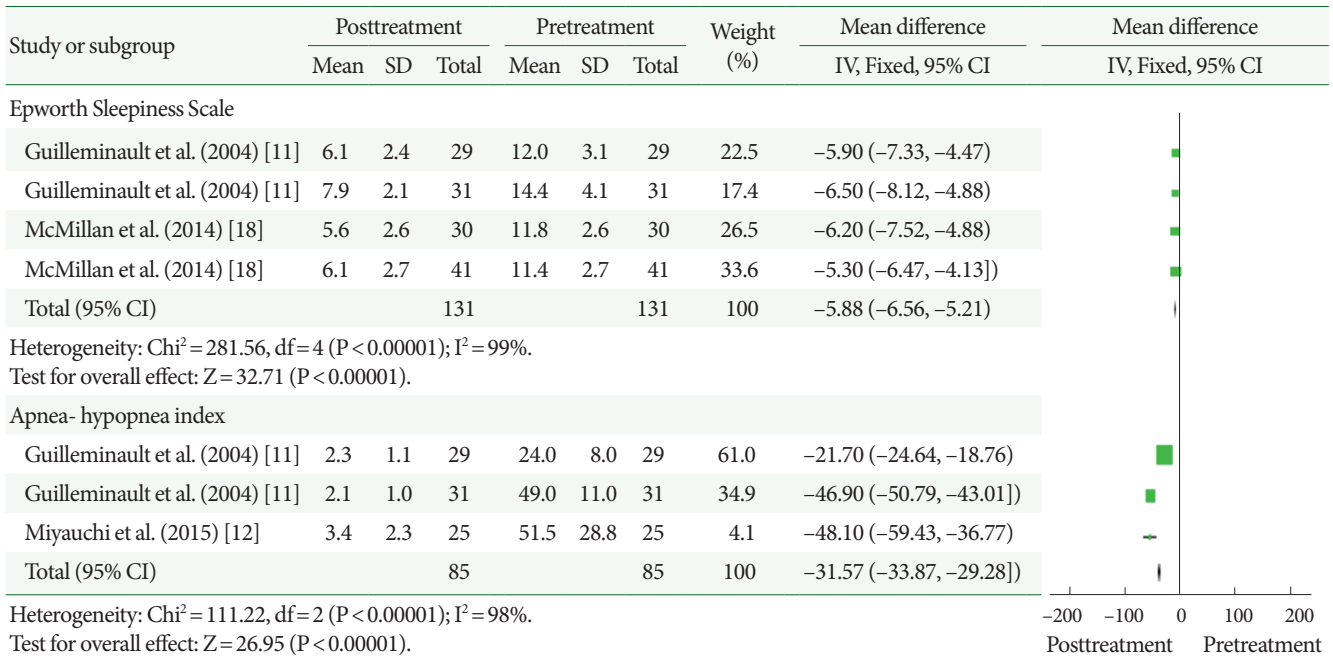 Study or subgroup Posttreatment Pretreatment Weight (%) Mean difference Mean difference
Mean SD Total Mean SD Total IV, Fixed, 95% CI IV, Fixed, 95% CI
Epworth Sleepiness Scale
Guilleminault et al. (2004) [11] 6.1 2.4 29 12.0 3.1 29 22.5 –5.90 (–7.33, –4.47)
Guilleminault et al. (2004) [11] 7.9 2.1 31 14.4 4.1 31 17.4 –6.50 (–8.12, –4.88)
McMillan et al. (2014) [18] 5.6 2.6 30 11.8 2.6 30 26.5 –6.20 (–7.52, –4.88)
McMillan et al. (2014) [18] 6.1 2.7 41 11.4 2.7 41 33.6 –5.30 (–6.47, –4.13])
Total (95% CI) 131 131 100 –5.88 (–6.56, –5.21)
Heterogeneity: Chi² = 281.56, df = 4 (P < 0.00001); I² = 99%.
Test for overall effect: Z = 32.71 (P < 0.00001).
Apnea- hypopnea index
Guilleminault et al. (2004) [11] 2.3 1.1 29 24.0 8.0 29 61.0 –21.70 (–24.64, –18.76)
Guilleminault et al. (2004) [11] 2.1 1.0 31 49.0 11.0 31 34.9 –46.90 (–50.79, –43.01])
Miyauchi et al. (2015) [12] 3.4 2.3 25 51.5 28.8 25 4.1 –48.10 (–59.43, –36.77)
Total (95% CI) 85 85 100 –31.57 (–33.87, –29.28])
Heterogeneity: Chi² = 111.22, df = 2 (P < 0.00001); I² = 98%.
Test for overall effect: Z = 26.95 (P < 0.00001).
–200 –100 0 100 200
Posttreatment Pretreatment